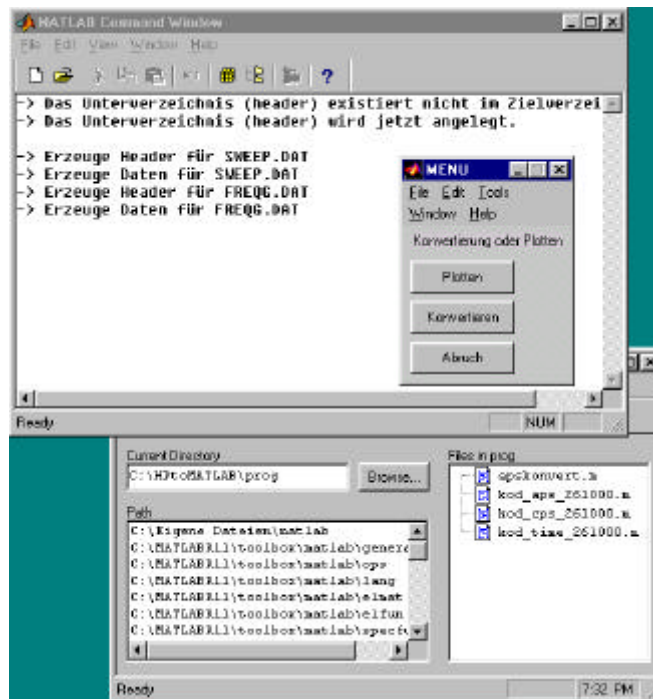 MATLAB Command Window
File Edit View Window Help
-> Das Unterverzeichnis (header) existiert nicht im Zielverzei
-> Das Unterverzeichnis (header) wird jetzt angelegt.
-> Erzeuge Header für SWEEP.DAT
-> Erzeuge Daten für SWEEP.DAT
-> Erzeuge Header für FREQG.DAT
-> Erzeuge Daten für FREQG.DAT
MENU
File Edit Tools
Window Help
Konvertierung oder Plotten
Plotten
Konvertieren
Abruch
Ready
NUM
Current Directory
C:\HPtoMATLAB\prog
Browse...
Path
C:\Eigene Dateien\matlab
C:\MATLABR11\toolbox\matlab\genera
C:\MATLABR11\toolbox\matlab\ops
C:\MATLABR11\toolbox\matlab\lang
C:\MATLABR11\toolbox\matlab\elmat
C:\MATLABR11\toolbox\matlab\elfun
C:\MATLABR11\toolbox\matlab\specfu
Files in prog
epskonvert.m
kod_aps_261000.m
kod_cps_261000.m
kod_time_261000.m
Ready
7:32 PM